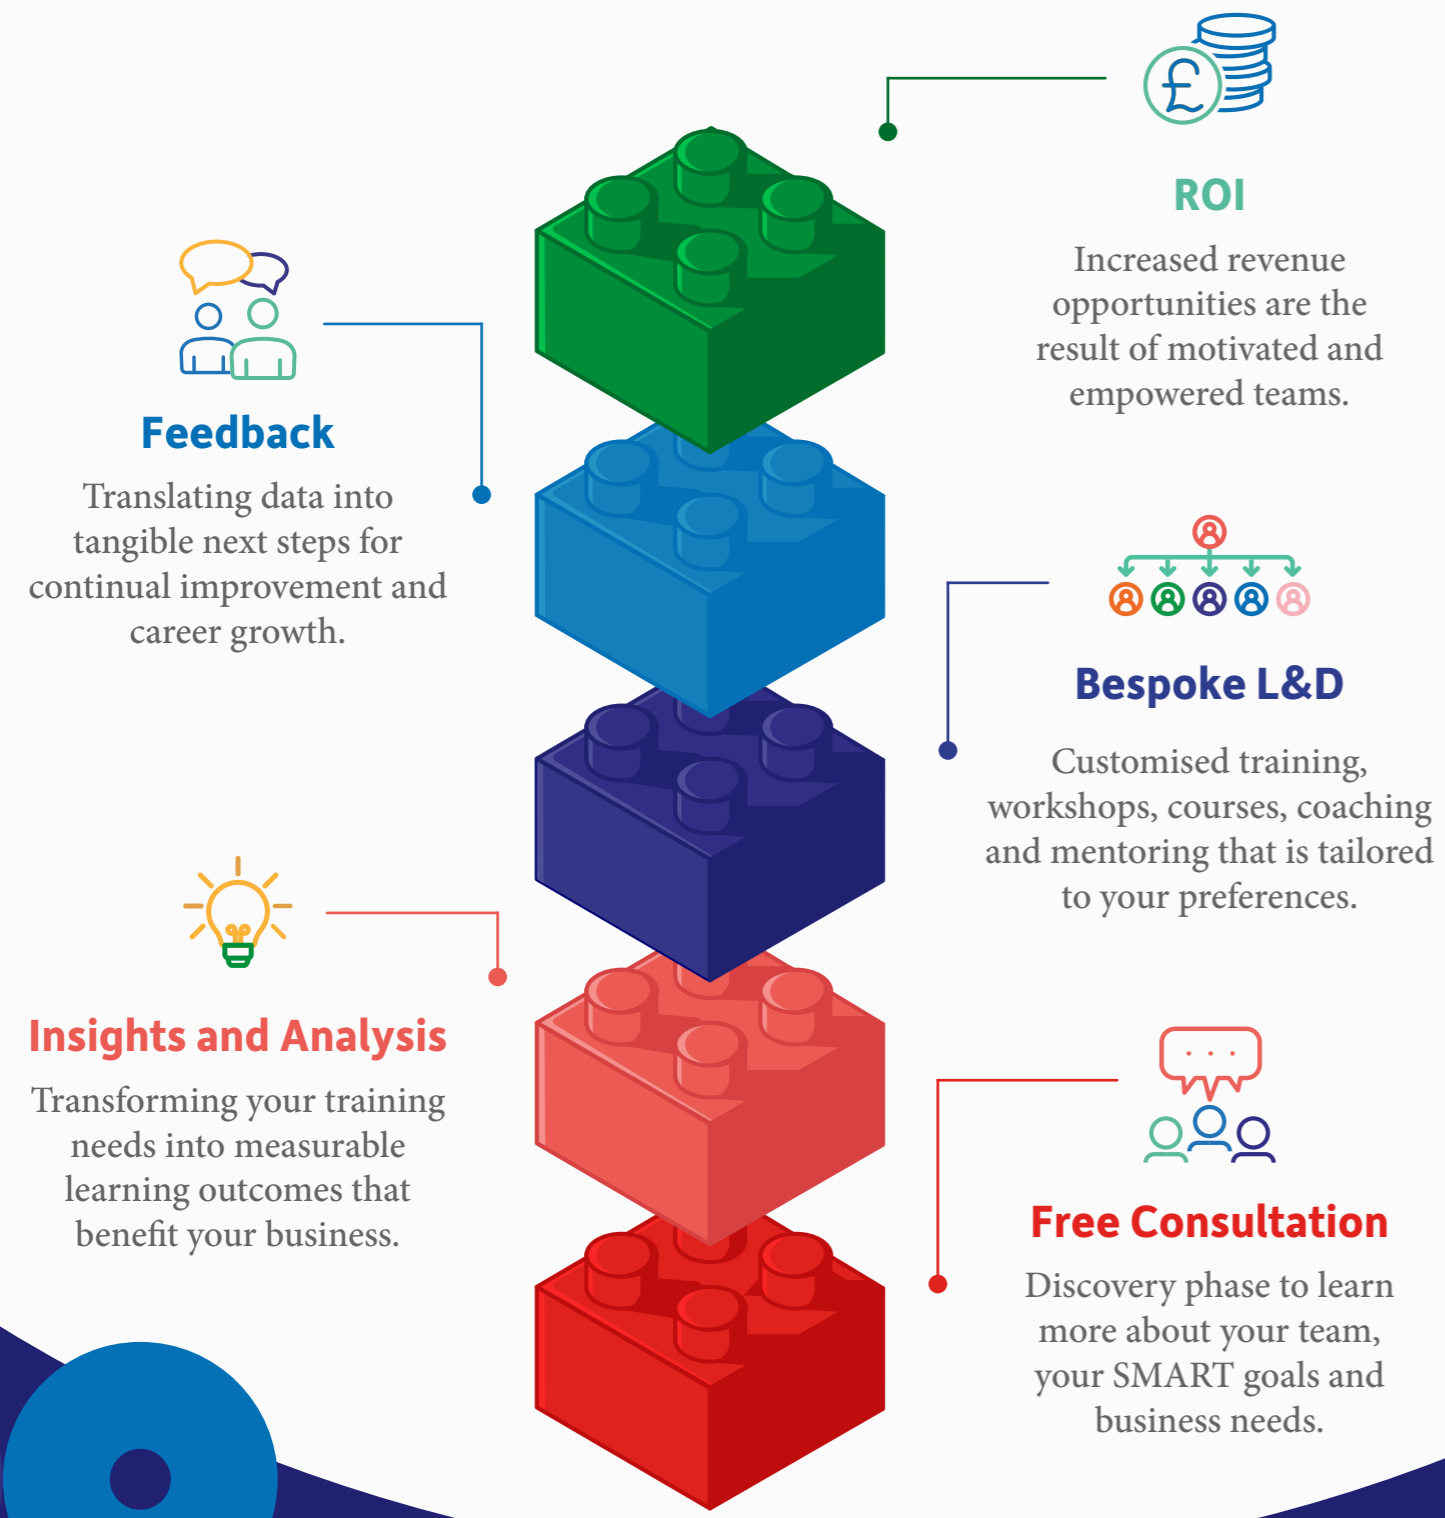 £
ROI
Increased revenue
opportunities are the
result of motivated and
empowered teams.
Feedback
Translating data into
tangible next steps for
continual improvement and
career growth.
Bespoke L&D
Customised training,
workshops, courses, coaching
and mentoring that is tailored
to your preferences.
Insights and Analysis
Transforming your training
needs into measurable
learning outcomes that
benefit your business.
Free Consultation
Discovery phase to learn
more about your team,
your SMART goals and
business needs.